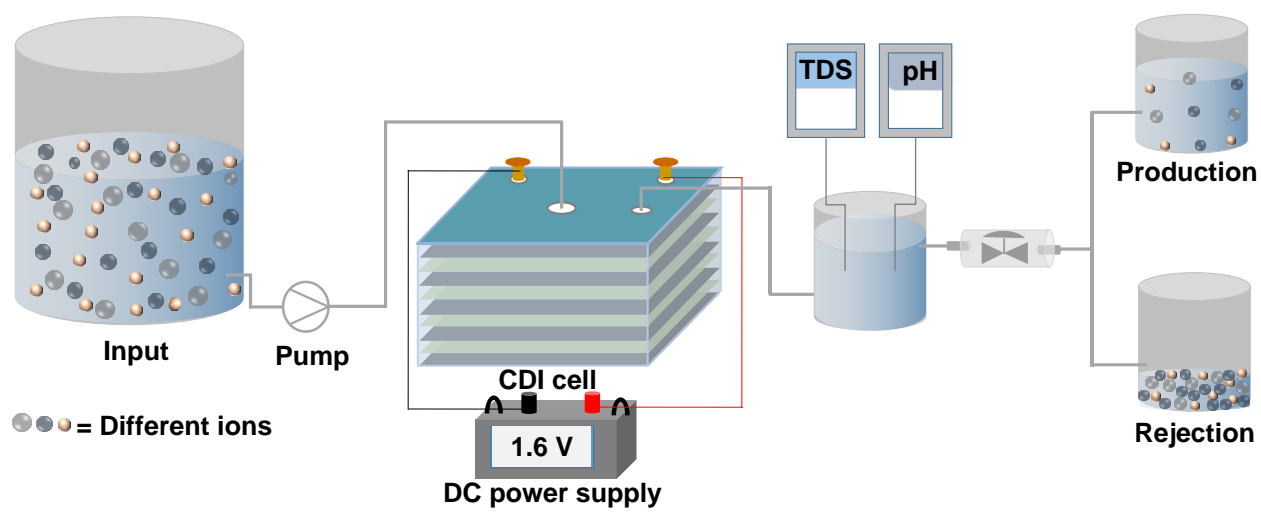 TDS
pH
Production
Input
Pump
CDI cell
= Different ions
1.6 V
Rejection
DC power supply